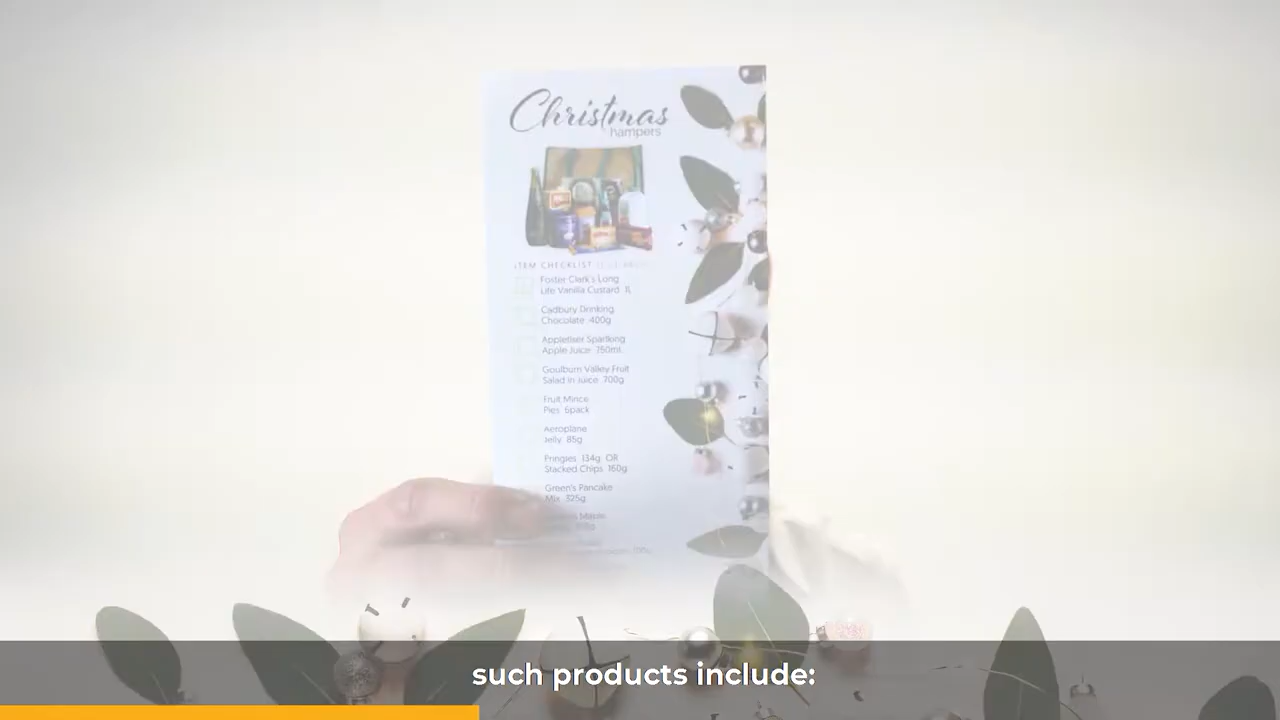 Christmas
hampers
ITEM CHECKLIST
Foster Clark's Long
Life Vanilla Custard 1L
Cadbury Drinking
Chocolate 400g
Appletiser Sparlking
Apple Juice 750mL
Goulburn Valley Fruit
Salad in Juice 700g
Fruit Mince
Pies 6pack
Aeroplane
Jelly 85g
Pringles 134g OR
Stacked Chips 160g
Green's Pancake
Mix 325g
Maple
such products include: